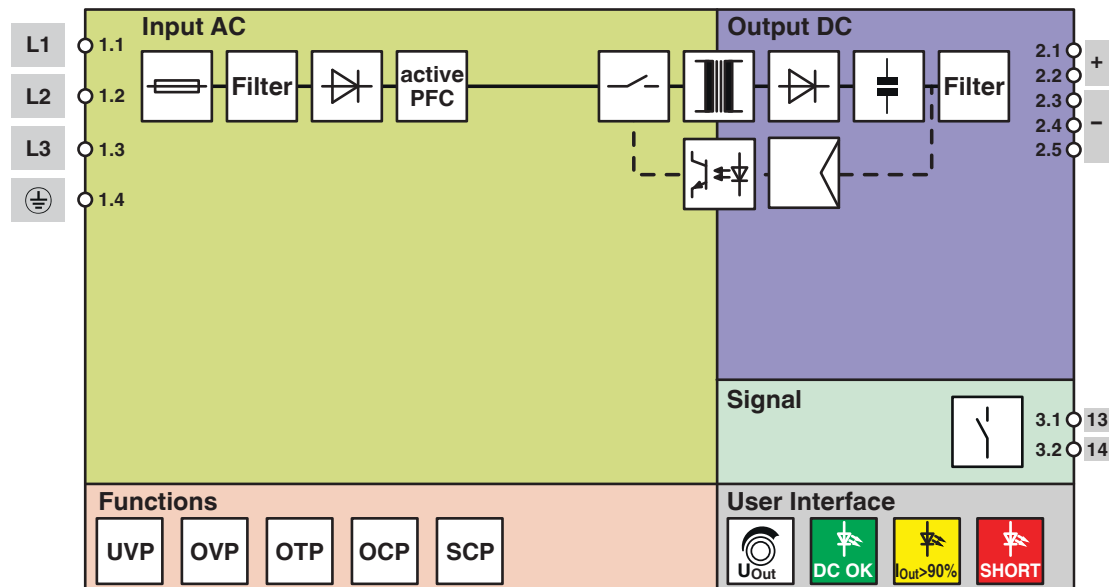 Input AC
Output DC
L1
1.1
L2
1.2
L3
1.3
1.4
Filter
active
PFC
Filter
2.1
2.2
2.3
2.4
2.5
+
−
Signal
3.1
13
3.2
14
Functions
UVP
OVP
OTP
OCP
SCP
User Interface
UOut
DC OK
IOut>90%
SHORT